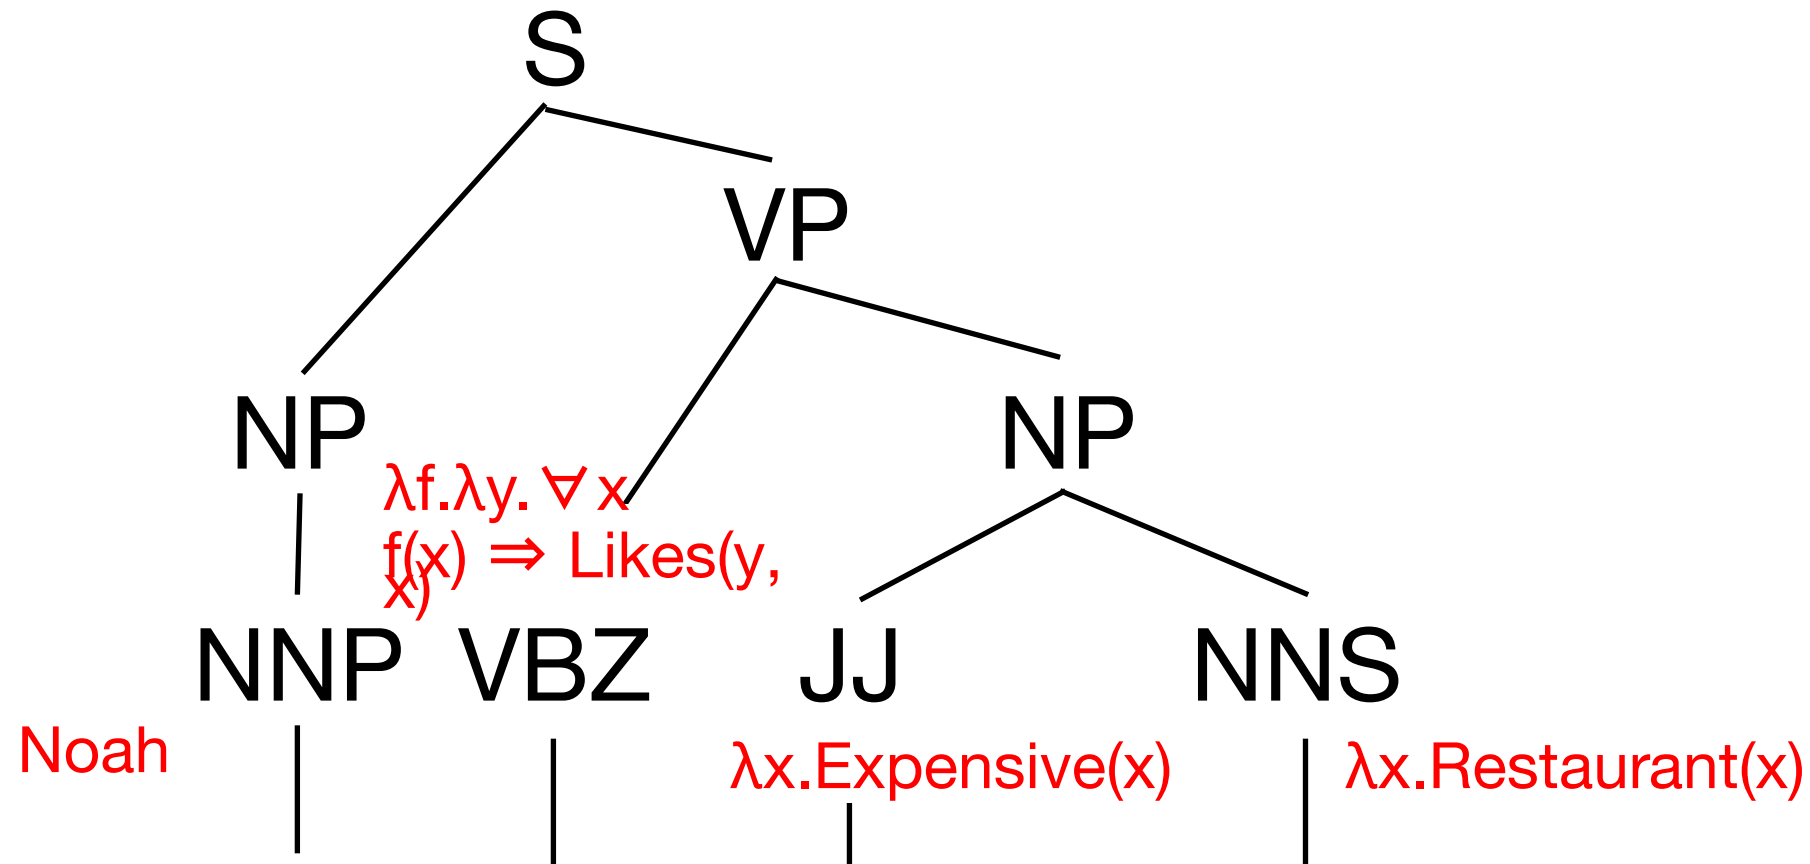 S
VP
NP
NP
λf.λy. ∀ x
f(x) ⇒ Likes(y,
x)
NNP
VBZ
JJ
NNS
Noah
λx.Expensive(x)
λx.Restaurant(x)